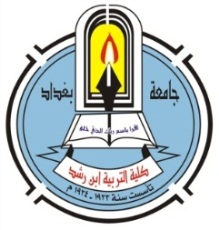 جامعة بغداد
اقرأ باسم ربك الذي خلق
كلية التربية ابن رشد
تأسست سنة ١٩٢٣ - ١٩٢٤ م